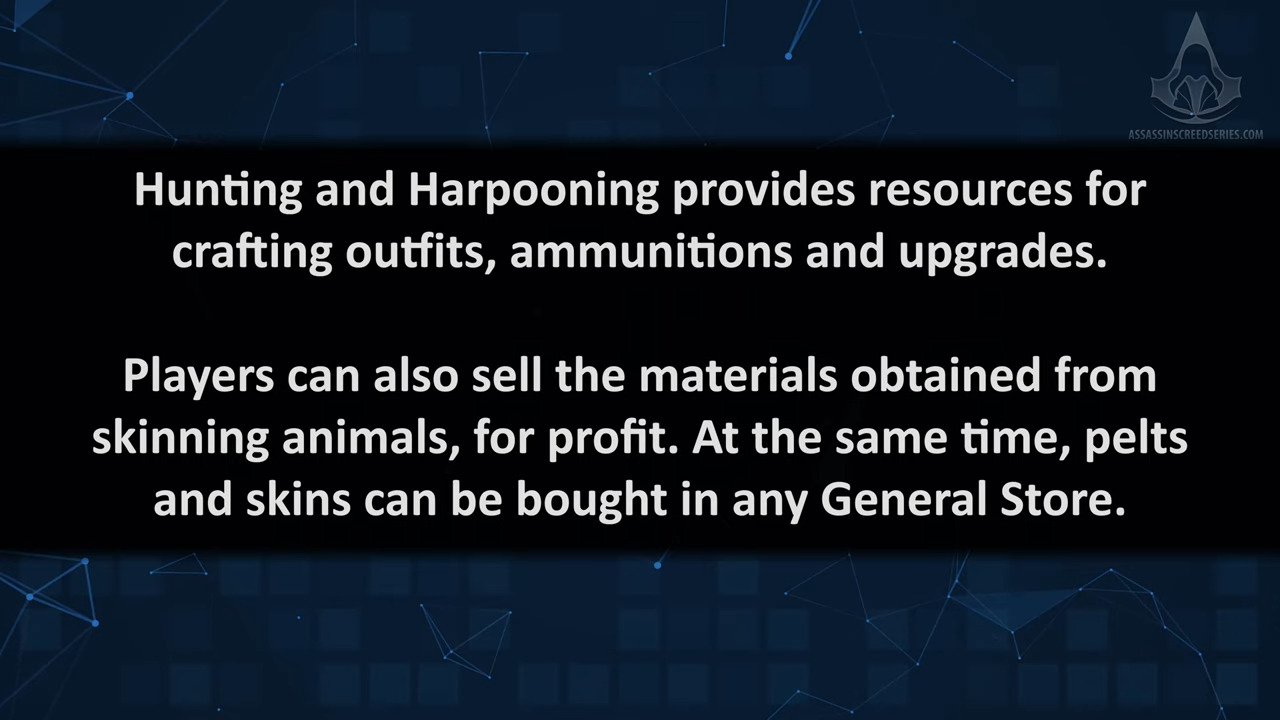 ASSASSINSCREEDSERIES.COM
Hunting and Harpooning provides resources for
crafting outfits, ammunitions and upgrades.
Players can also sell the materials obtained from
skinning animals, for profit. At the same time, pelts
and skins can be bought in any General Store.